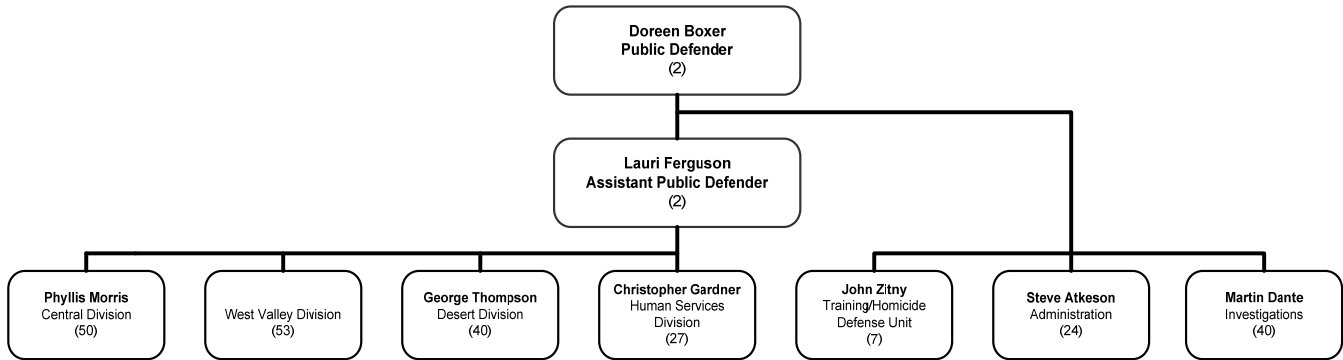 Doreen Boxer
Public Defender
(2)
Lauri Ferguson
Assistant Public Defender
(2)
Phyllis Morris
Central Division
(50)
West Valley Division
(53)
George Thompson
Desert Division
(40)
Christopher Gardner
Human Services
Division
(27)
John Zitny
Training/Homicide
Defense Unit
(7)
Steve Atkeson
Administration
(24)
Martin Dante
Investigations
(40)